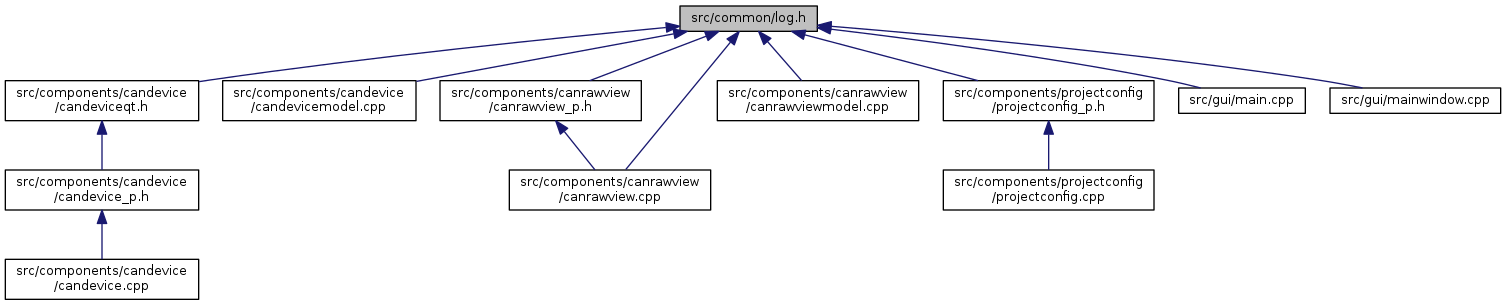 src/common/log.h
src/components/candevice
/candeviceqt.h
src/components/candevice
/candevicemodel.cpp
src/components/canrawview
/canrawview_p.h
src/components/canrawview
/canrawviewmodel.cpp
src/components/projectconfig
/projectconfig_p.h
src/gui/main.cpp
src/gui/mainwindow.cpp
src/components/candevice
/candevice_p.h
src/components/canrawview
/canrawview.cpp
src/components/projectconfig
/projectconfig.cpp
src/components/candevice
/candevice.cpp